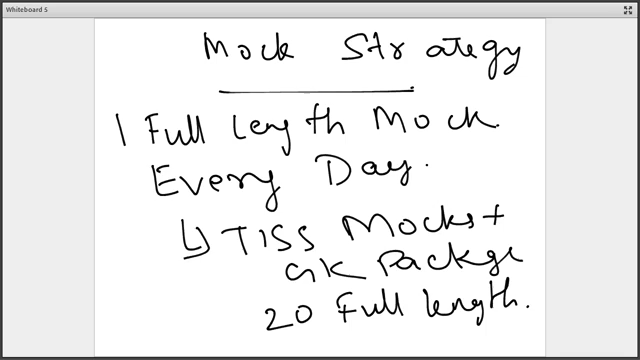 Whiteboard 5
Mock Strategy
1 Full Length Mock
Every Day.
↳ TISS Mocks +
GK Package
20 Full length.